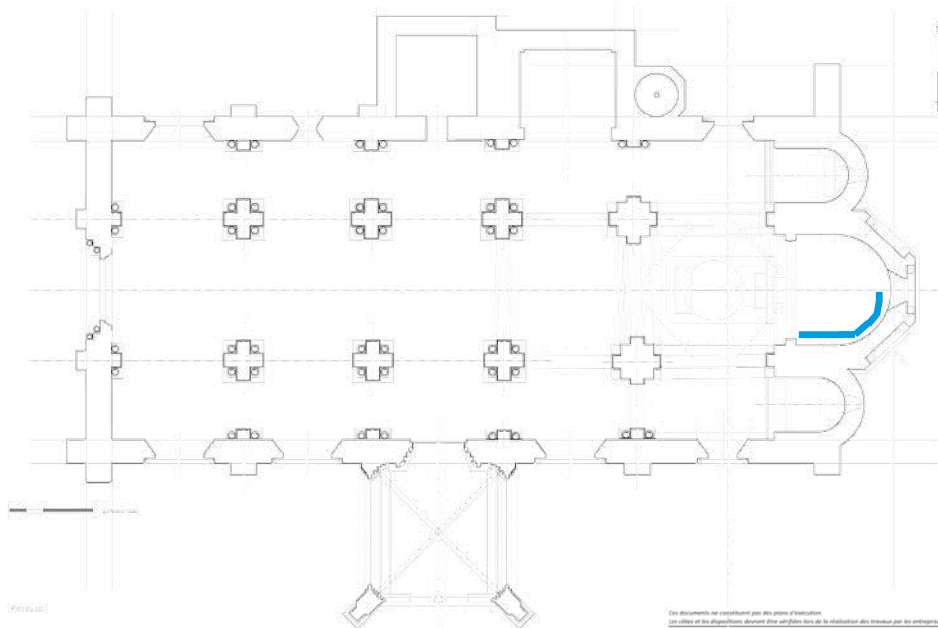 Ces documents ne constituent pas des plans d'exécution.
Les côtes et les dispositions devront être vérifiées lors de la réalisation des travaux par les entrepris